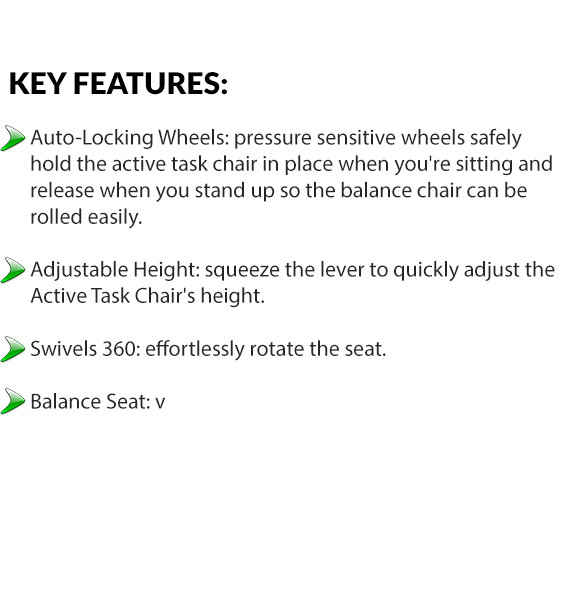 KEY FEATURES:
Auto-Locking Wheels: pressure sensitive wheels safely
hold the active task chair in place when you're sitting and
release when you stand up so the balance chair can be
rolled easily.
Adjustable Height: squeeze the lever to quickly adjust the
Active Task Chair's height.
Swivels 360: effortlessly rotate the seat.
Balance Seat: v